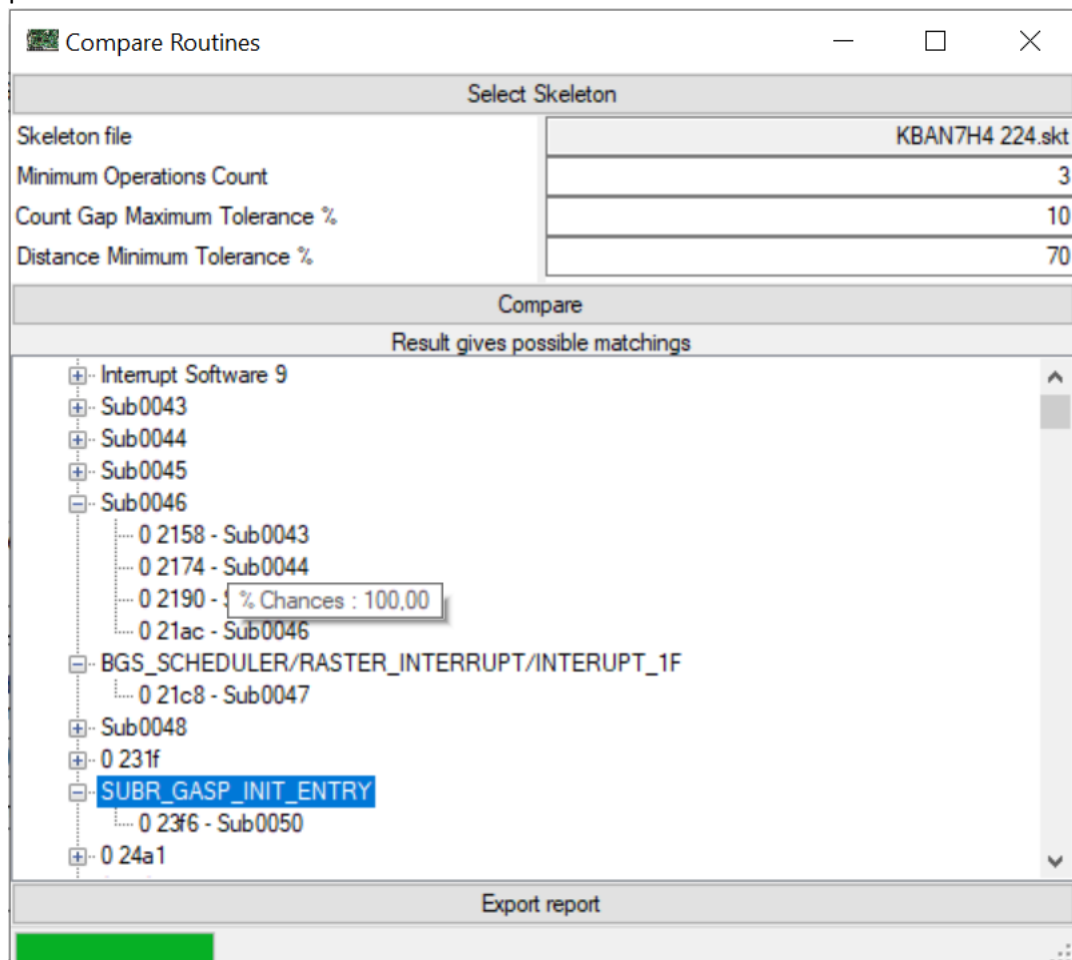 Compare Routines
Select Skeleton
Skeleton file KBAN7H4 224.skt
Minimum Operations Count 3
Count Gap Maximum Tolerance % 10
Distance Minimum Tolerance % 70
Compare
Result gives possible matchings
Interrupt Software 9
Sub0043
Sub0044
Sub0045
Sub0046
0 2158 - Sub0043
0 2174 - Sub0044
0 2190 - % Chances : 100,00
0 21ac - Sub0046
BGS_SCHEDULER/RASTER_INTERRUPT/INTERUPT_1F
0 21c8 - Sub0047
Sub0048
0 231f
SUBR_GASP_INIT_ENTRY
0 23f6 - Sub0050
0 24a1
Export report